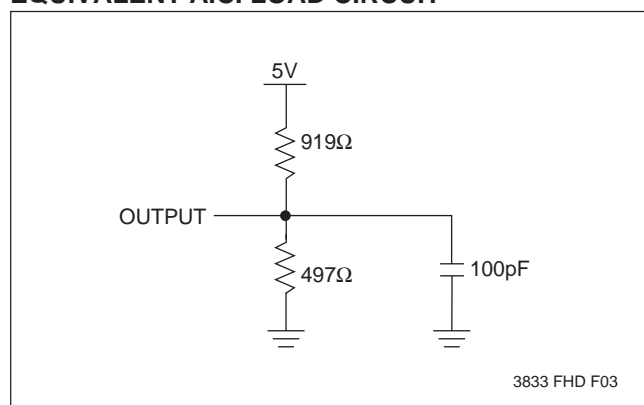 EQUIVALENT A.C. LOAD CIRCUIT
5V
919Ω
OUTPUT
497Ω
100pF
3833 FHD F03